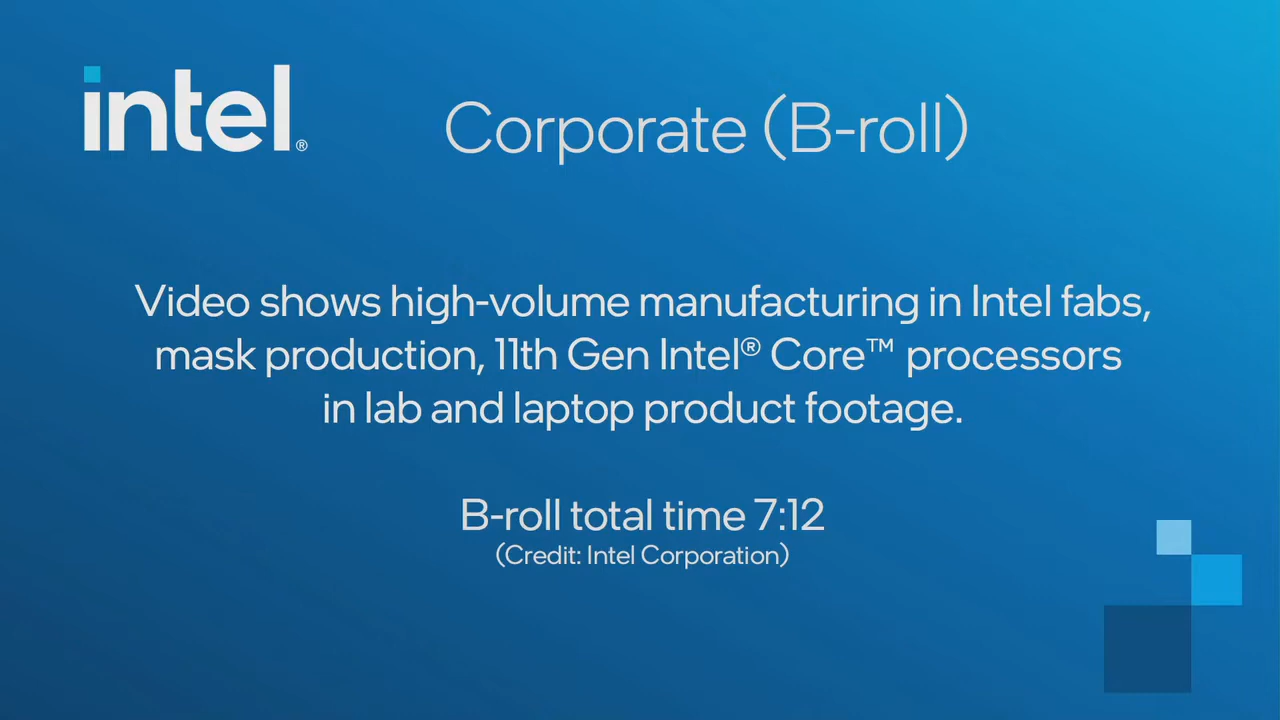 intel®
Corporate (B-roll)
Video shows high-volume manufacturing in Intel fabs,
mask production, 11th Gen Intel® Core™ processors
in lab and laptop product footage.
B-roll total time 7:12
(Credit: Intel Corporation)